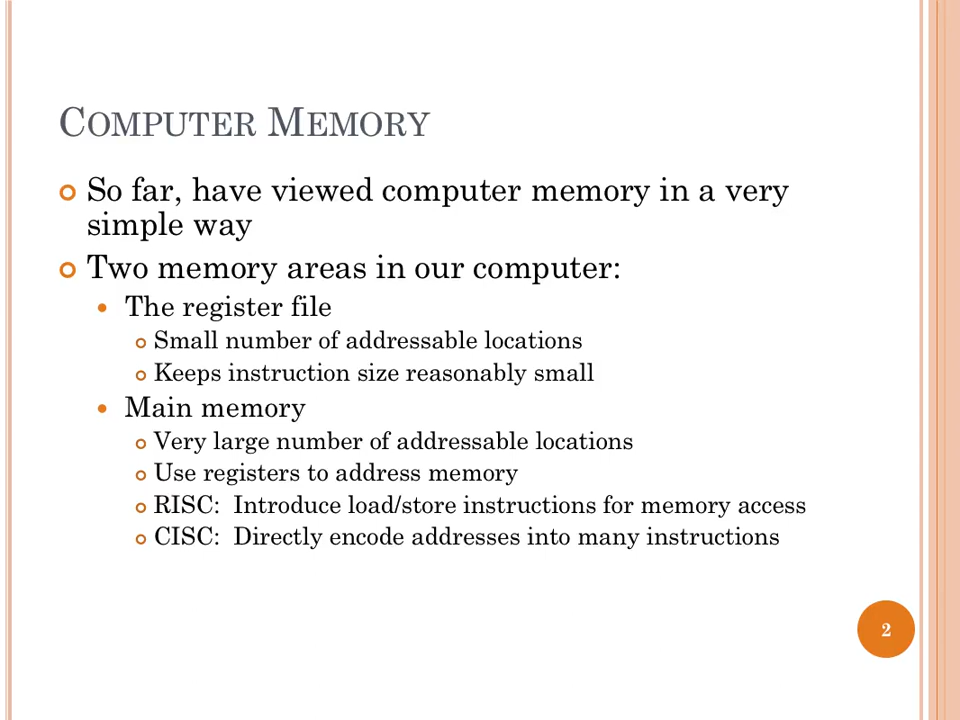 Computer Memory
So far, have viewed computer memory in a very
simple way
Two memory areas in our computer:
The register file
Small number of addressable locations
Keeps instruction size reasonably small
Main memory
Very large number of addressable locations
Use registers to address memory
RISC:  Introduce load/store instructions for memory access
CISC:  Directly encode addresses into many instructions
2